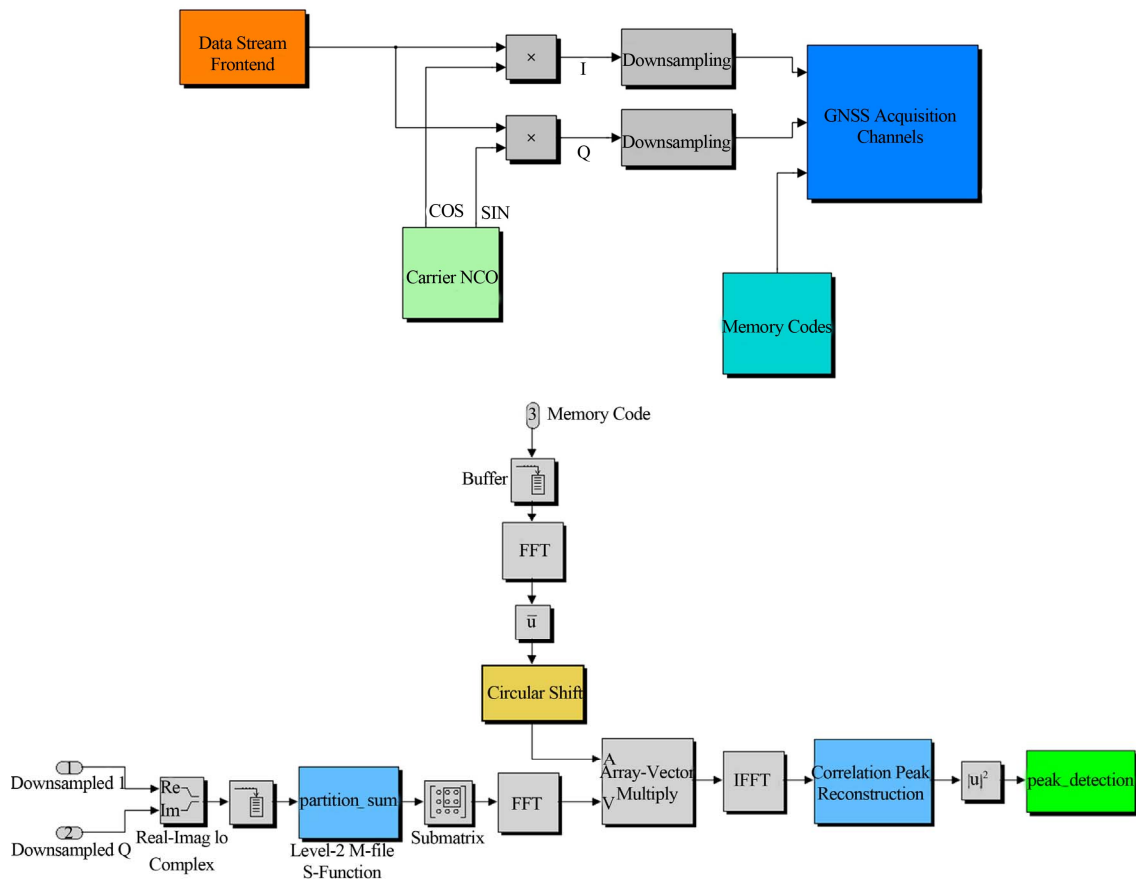 Data Stream
Frontend
×
I
Downsampling
GNSS Acquisition
Channels
×
Q
Downsampling
COS
SIN
Carrier NCO
Memory Codes
3
Memory Code
Buffer
FFT
u
Circular Shift
1
Downsampled 1
2
Downsampled Q
Re
Im
Real-Imag lo
Complex
partition_sum
Level-2 M-file
S-Function
Submatrix
FFT
A
V
Array-Vector
Multiply
IFFT
Correlation Peak
Reconstruction
|u|²
peak_detection